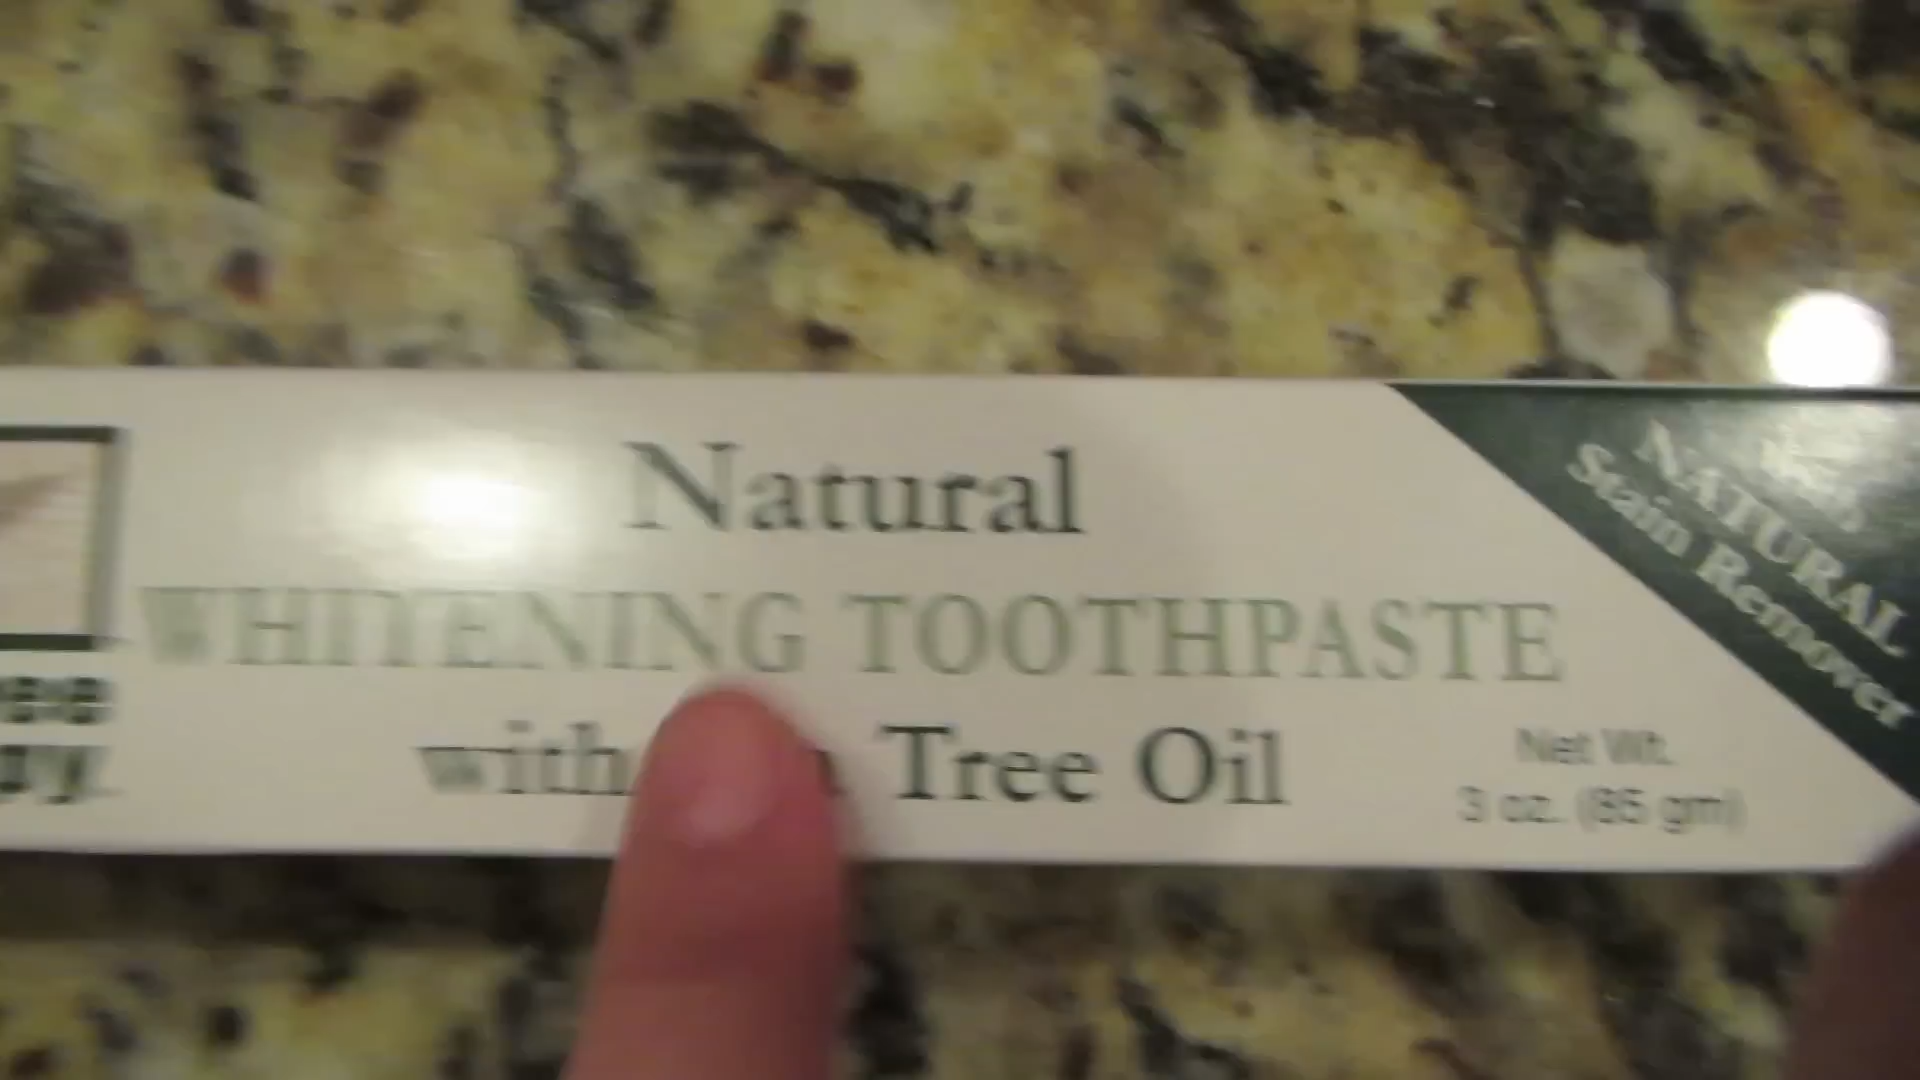 Natural
WHITENING TOOTHPASTE
with Tree Oil
Net Wt.
3 oz. (85 gm)
NATURAL
Stain Remover